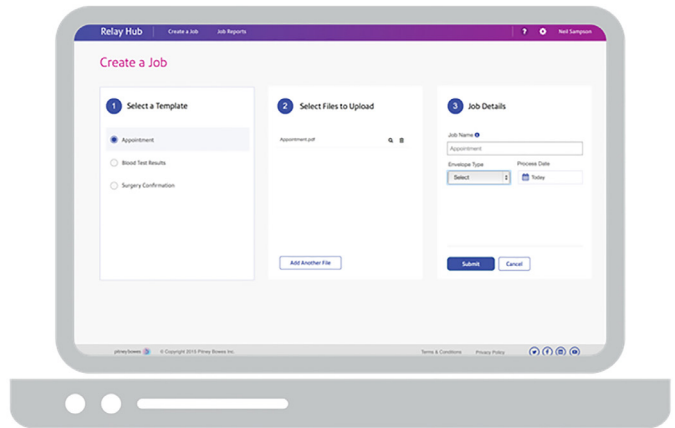 Relay Hub Create a Job Job Reports ? Neil Sampson
Create a Job
1 Select a Template
Appointment
Blood Test Results
Surgery Confirmation
2 Select Files to Upload
Appointment.pdf
Add Another File
3 Job Details
Job Name
Appointment
Envelope Type Process Date
Select Today
Submit Cancel
pitney bowes © Copyright 2015 Pitney Bowes Inc. Terms & Conditions Privacy Policy